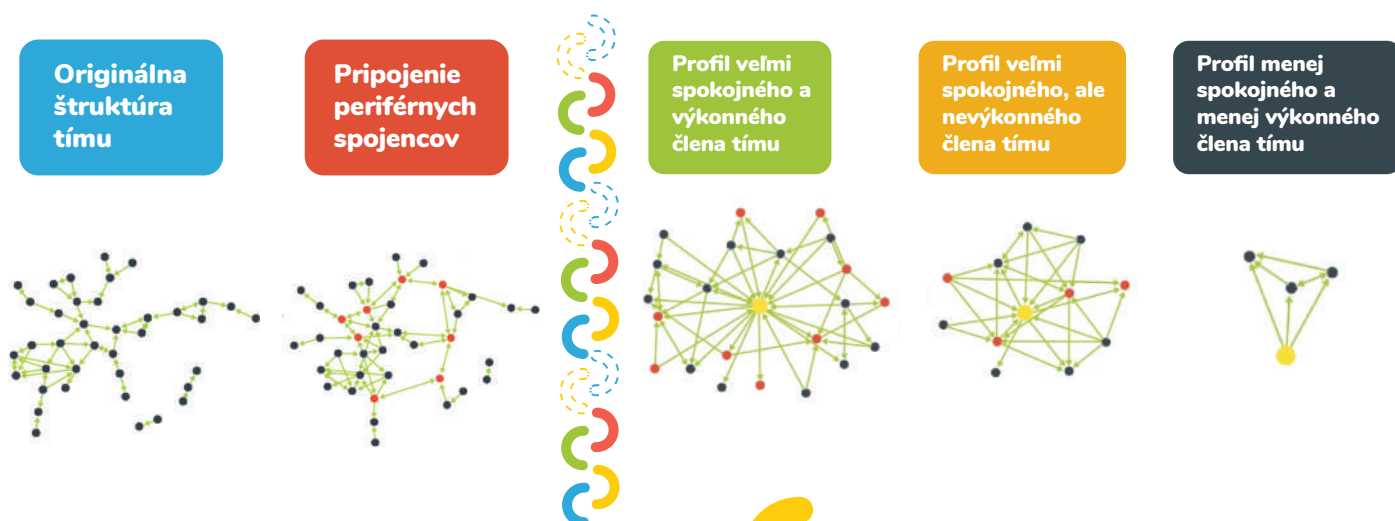 Originálna
štruktúra
tímu
Pripojenie
periférnych
spojencov
Profil veľmi
spokojného a
výkonného
člena tímu
Profil veľmi
spokojného, ale
nevýkonného
člena tímu
Profil menej
spokojného a
menej výkonného
člena tímu